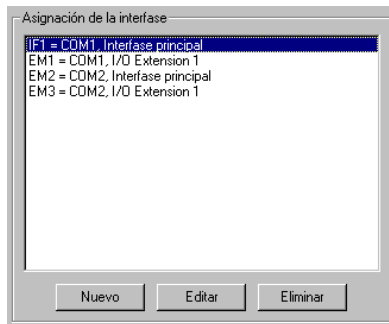 Asignación de la interfase
IF1 = COM1, Interfase principal
EM1 = COM1, I/O Extension 1
EM2 = COM2, Interfase principal
EM3 = COM2, I/O Extension 1
Nuevo Editar Eliminar